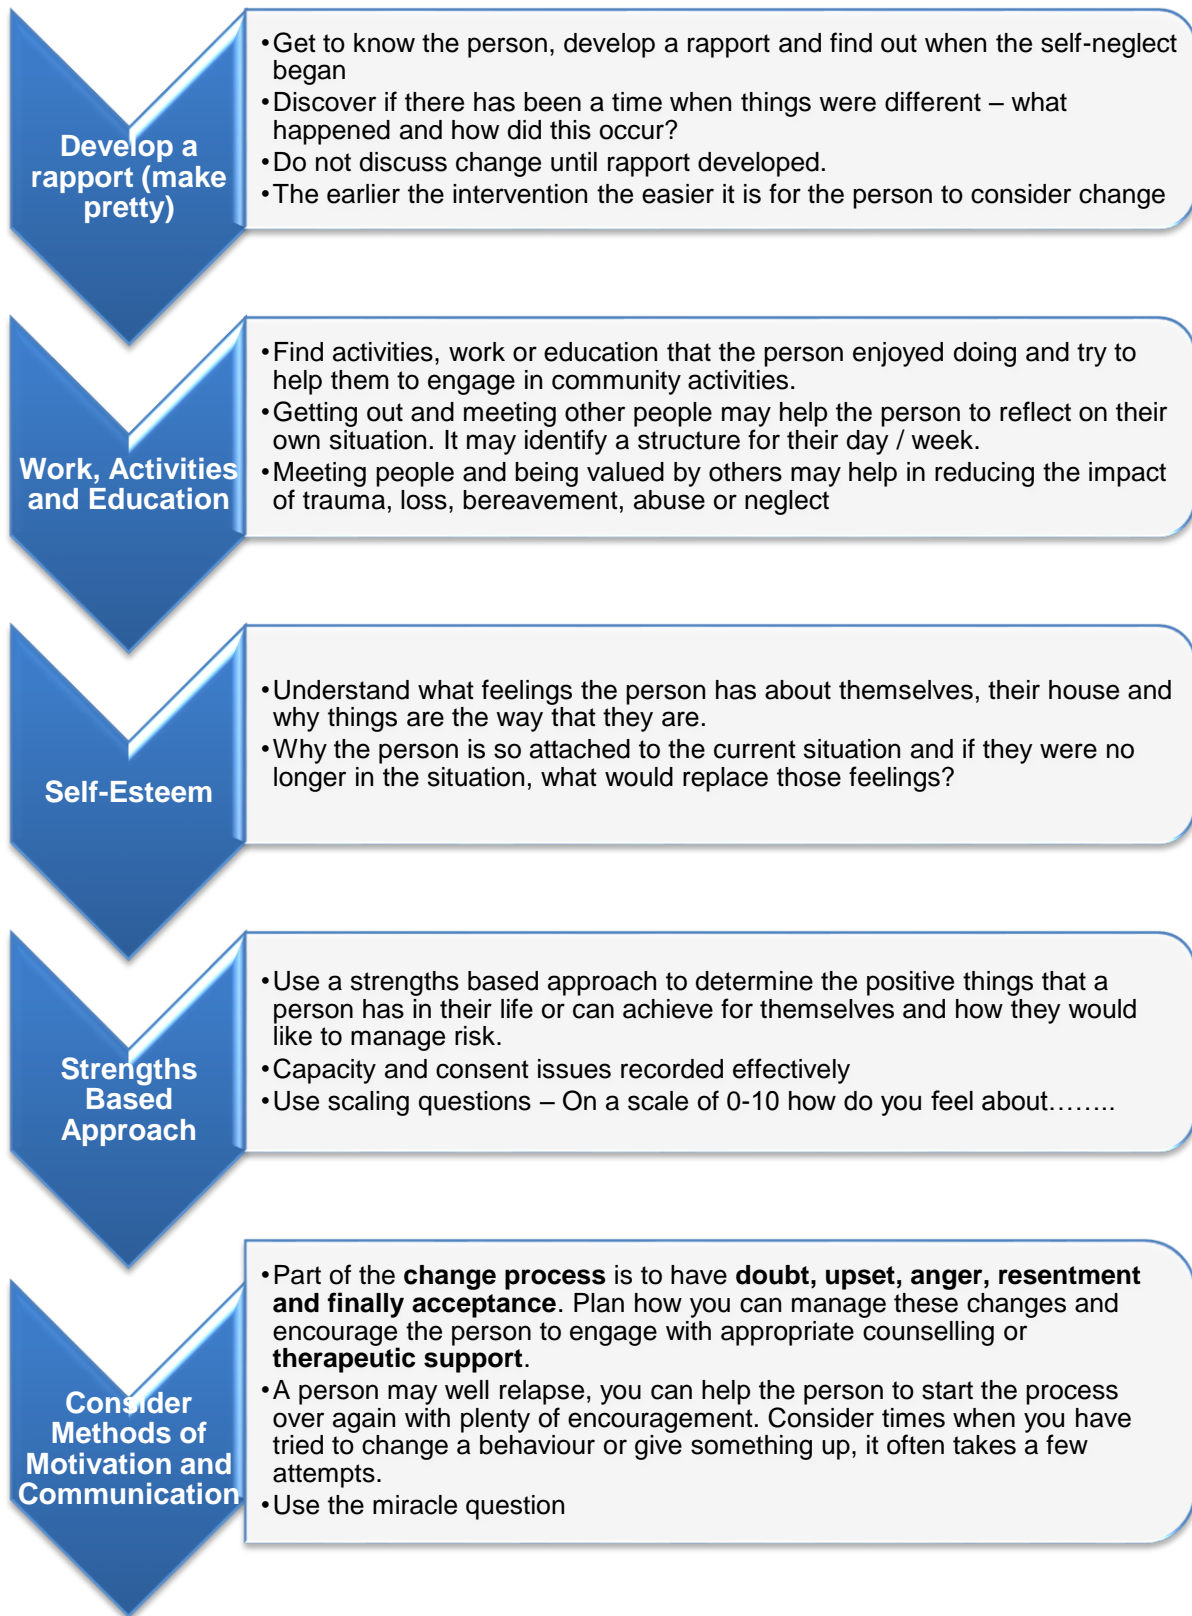 Develop a
rapport (make
pretty)
•Get to know the person, develop a rapport and find out when the self-neglect
began
•Discover if there has been a time when things were different – what
happened and how did this occur?
•Do not discuss change until rapport developed.
•The earlier the intervention the easier it is for the person to consider change
Work, Activities
and Education
•Find activities, work or education that the person enjoyed doing and try to
help them to engage in community activities.
•Getting out and meeting other people may help the person to reflect on their
own situation. It may identify a structure for their day / week.
•Meeting people and being valued by others may help in reducing the impact
of trauma, loss, bereavement, abuse or neglect
Self-Esteem
•Understand what feelings the person has about themselves, their house and
why things are the way that they are.
•Why the person is so attached to the current situation and if they were no
longer in the situation, what would replace those feelings?
Strengths
Based
Approach
•Use a strengths based approach to determine the positive things that a
person has in their life or can achieve for themselves and how they would
like to manage risk.
•Capacity and consent issues recorded effectively
•Use scaling questions – On a scale of 0-10 how do you feel about……..
Consider
Methods of
Motivation and
Communication
•Part of the change process is to have doubt, upset, anger, resentment
and finally acceptance. Plan how you can manage these changes and
encourage the person to engage with appropriate counselling or
therapeutic support.
•A person may well relapse, you can help the person to start the process
over again with plenty of encouragement. Consider times when you have
tried to change a behaviour or give something up, it often takes a few
attempts.
•Use the miracle question